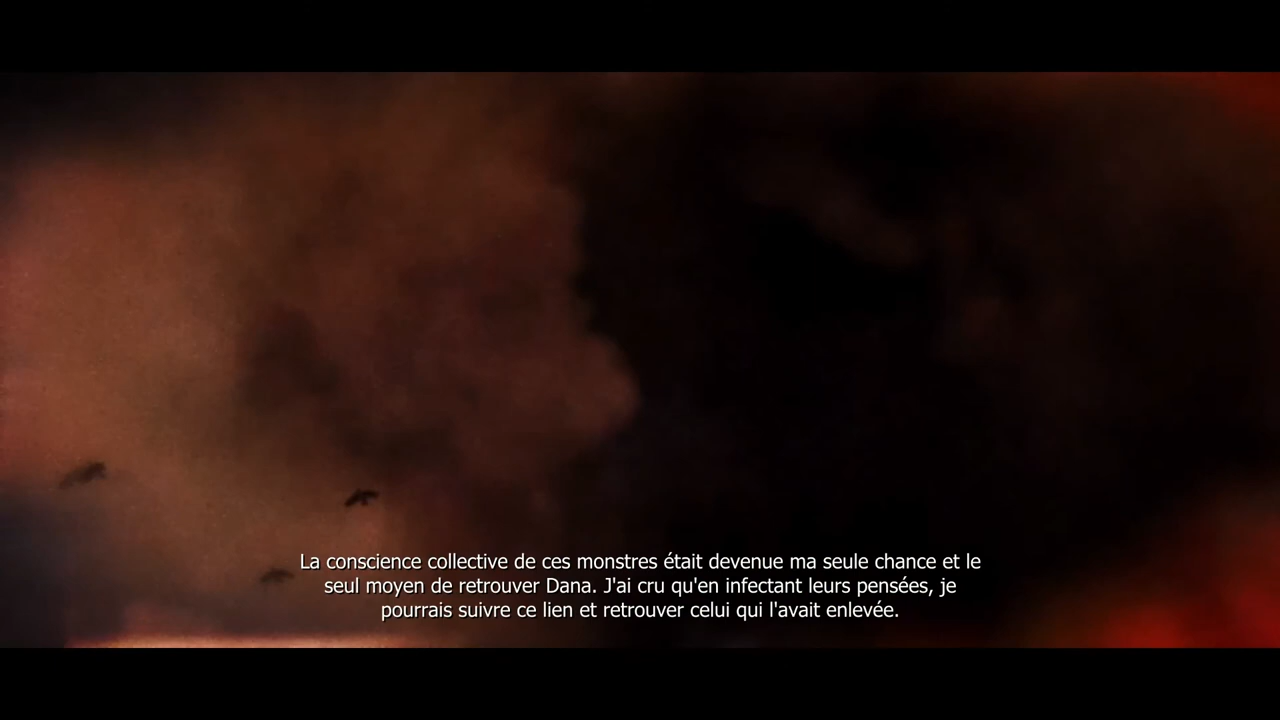 La conscience collective de ces monstres était devenue ma seule chance et le
seul moyen de retrouver Dana. J'ai cru qu'en infectant leurs pensées, je
pourrais suivre ce lien et retrouver celui qui l'avait enlevée.